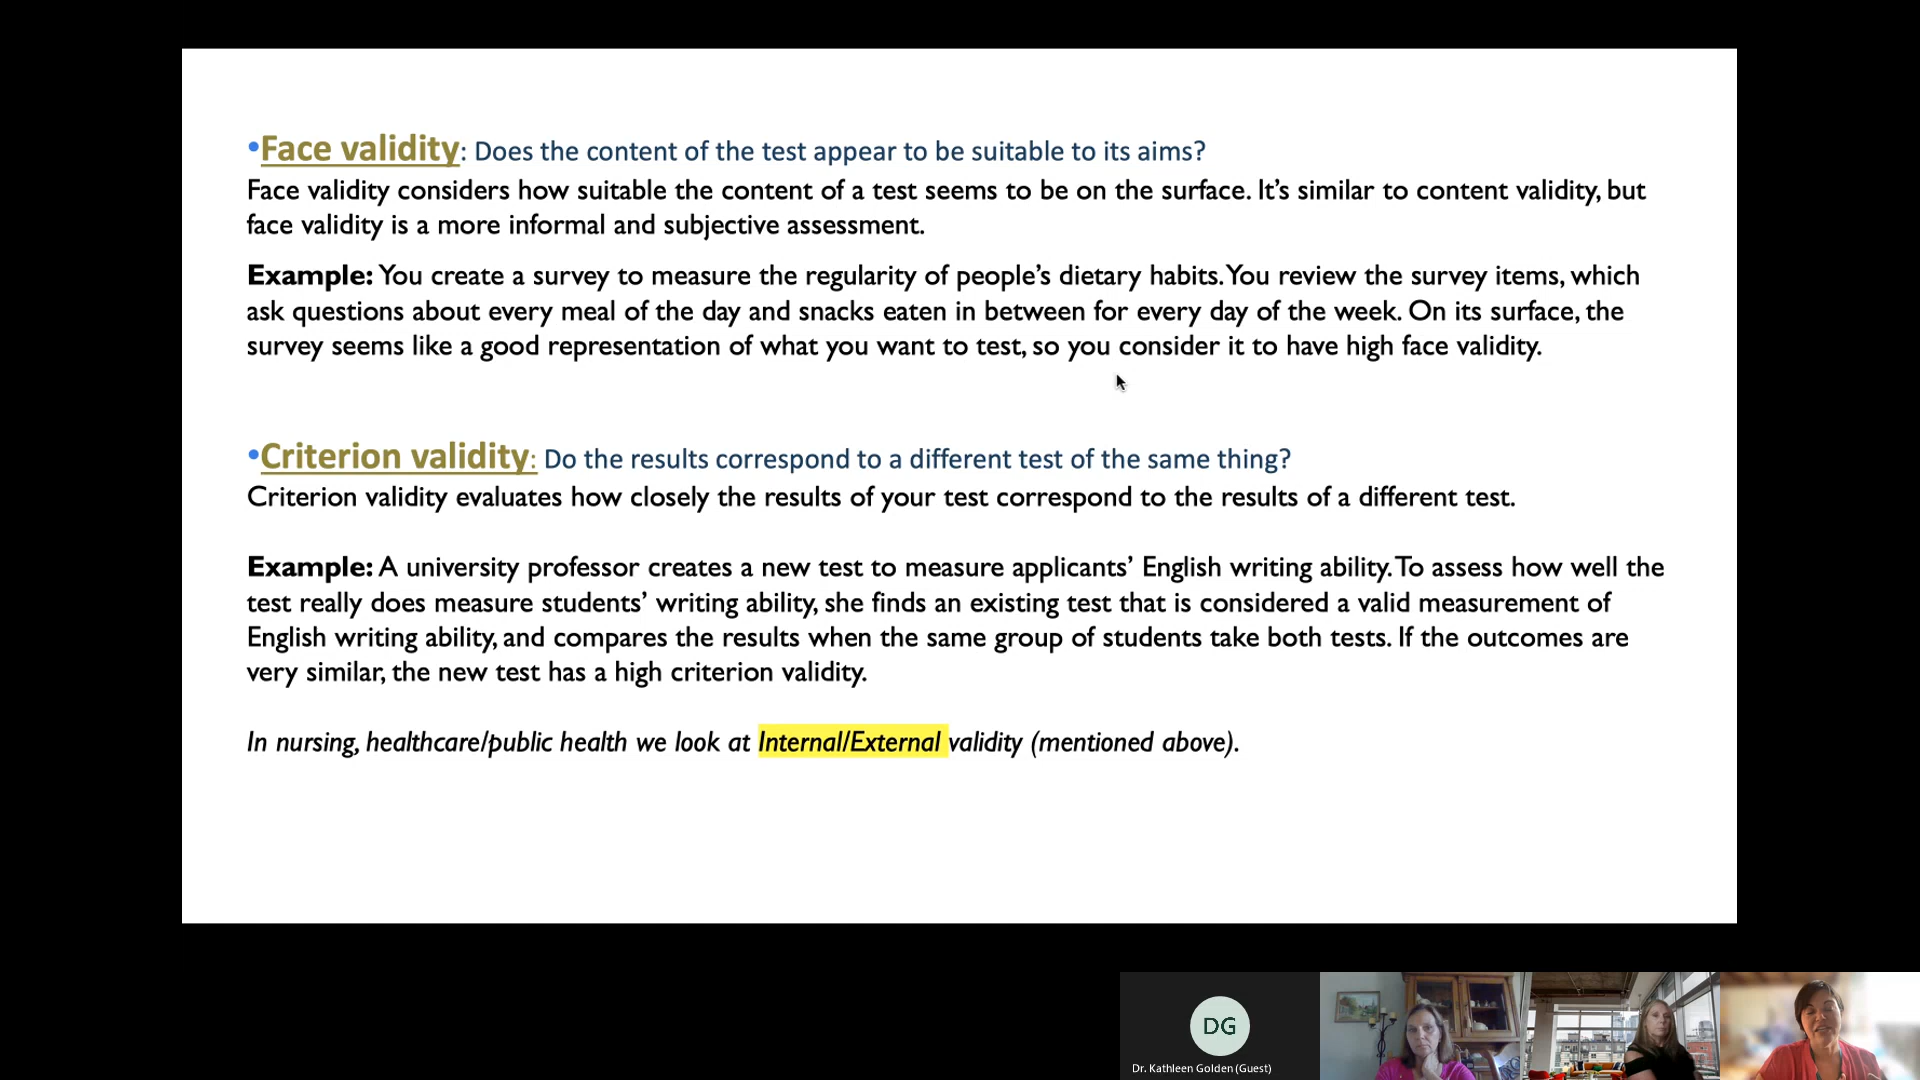 •Face validity: Does the content of the test appear to be suitable to its aims?
Face validity considers how suitable the content of a test seems to be on the surface. It’s similar to content validity, but
face validity is a more informal and subjective assessment.
Example: You create a survey to measure the regularity of people’s dietary habits. You review the survey items, which
ask questions about every meal of the day and snacks eaten in between for every day of the week. On its surface, the
survey seems like a good representation of what you want to test, so you consider it to have high face validity.
•Criterion validity: Do the results correspond to a different test of the same thing?
Criterion validity evaluates how closely the results of your test correspond to the results of a different test.
Example: A university professor creates a new test to measure applicants’ English writing ability. To assess how well the
test really does measure students’ writing ability, she finds an existing test that is considered a valid measurement of
English writing ability, and compares the results when the same group of students take both tests. If the outcomes are
very similar, the new test has a high criterion validity.
In nursing, healthcare/public health we look at Internal/External validity (mentioned above).
DG
Dr. Kathleen Golden (Guest)